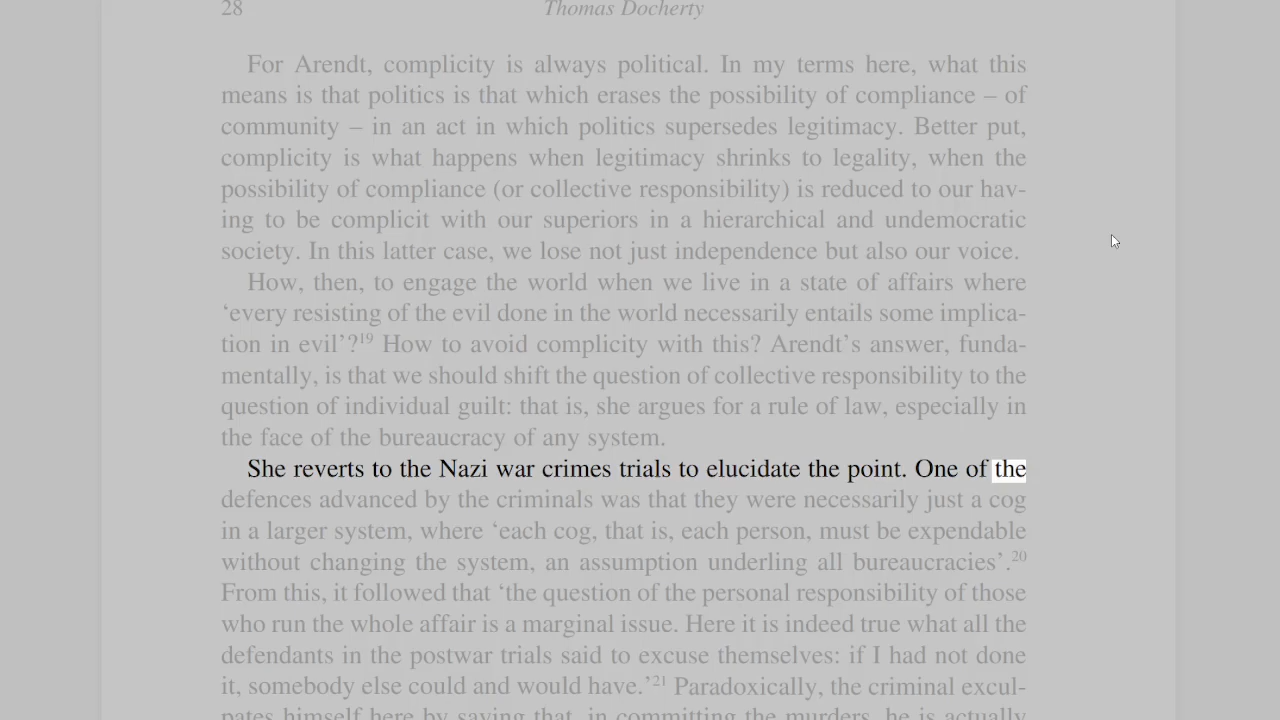 28
Thomas Docherty
For Arendt, complicity is always political. In my terms here, what this
means is that politics is that which erases the possibility of compliance – of
community – in an act in which politics supersedes legitimacy. Better put,
complicity is what happens when legitimacy shrinks to legality, when the
possibility of compliance (or collective responsibility) is reduced to our hav-
ing to be complicit with our superiors in a hierarchical and undemocratic
society. In this latter case, we lose not just independence but also our voice.
How, then, to engage the world when we live in a state of affairs where
‘every resisting of the evil done in the world necessarily entails some implica-
tion in evil’?19 How to avoid complicity with this? Arendt’s answer, funda-
mentally, is that we should shift the question of collective responsibility to the
question of individual guilt: that is, she argues for a rule of law, especially in
the face of the bureaucracy of any system.
She reverts to the Nazi war crimes trials to elucidate the point. One of the
defences advanced by the criminals was that they were necessarily just a cog
in a larger system, where ‘each cog, that is, each person, must be expendable
without changing the system, an assumption underling all bureaucracies’.20
From this, it followed that ‘the question of the personal responsibility of those
who run the whole affair is a marginal issue. Here it is indeed true what all the
defendants in the postwar trials said to excuse themselves: if I had not done
it, somebody else could and would have.’21 Paradoxically, the criminal excul-
pates himself here by saying that, in committing the murders, he is actually